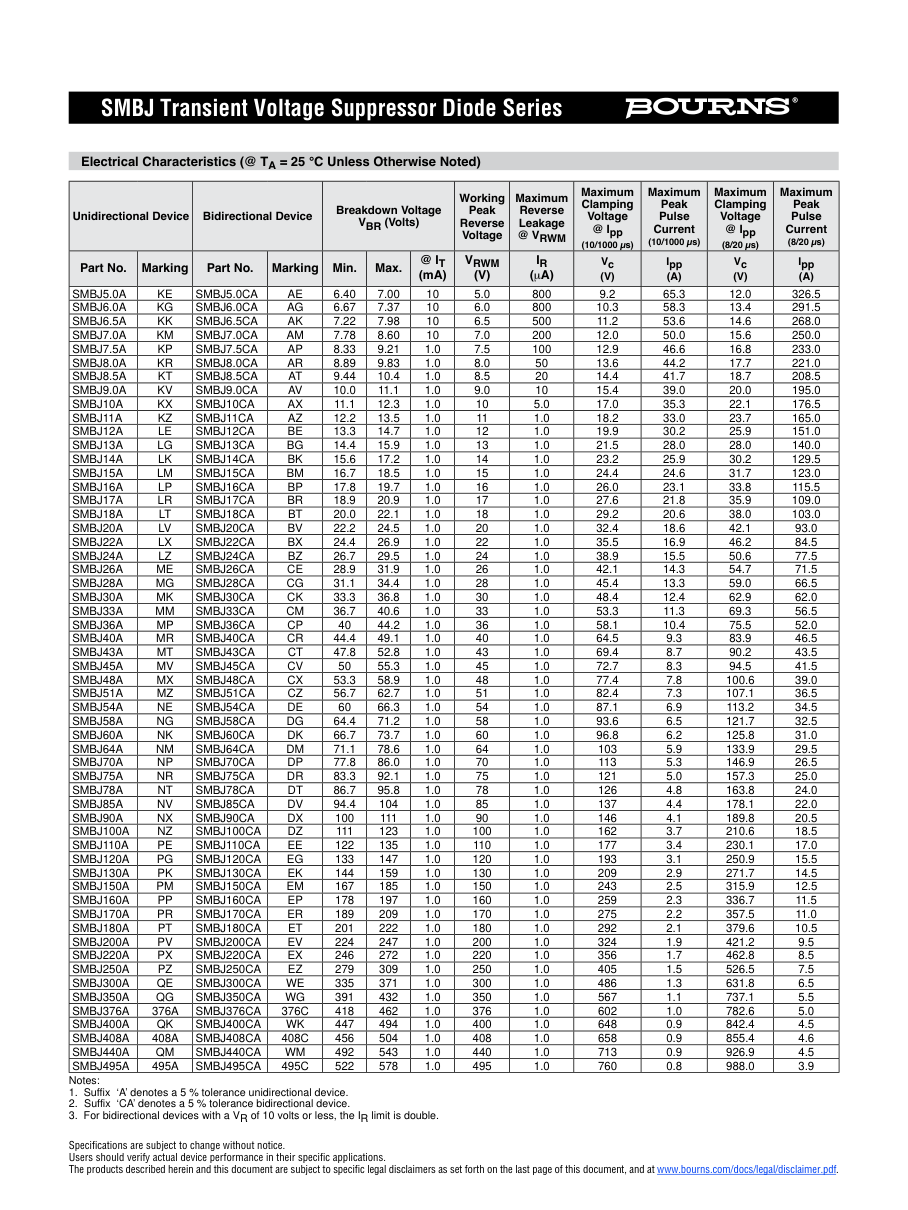 SMBJ Transient Voltage Suppressor Diode Series BOURNS®
Electrical Characteristics (@ TA = 25 °C Unless Otherwise Noted)
Unidirectional Device Bidirectional Device Breakdown Voltage VBR (Volts) Working Peak Reverse Voltage Maximum Reverse Leakage @ VRWM Maximum Clamping Voltage @ Ipp (10/1000 µs) Maximum Peak Pulse Current (10/1000 µs) Maximum Clamping Voltage @ Ipp (8/20 µs) Maximum Peak Pulse Current (8/20 µs)
Part No. Marking Part No. Marking Min. Max. @ IT (mA) VRWM (V) IR (µA) Vc (V) Ipp (A) Vc (V) Ipp (A)
SMBJ5.0A KE SMBJ5.0CA AE 6.40 7.00 10 5.0 800 9.2 65.3 12.0 326.5
SMBJ6.0A KG SMBJ6.0CA AG 6.67 7.37 10 6.0 800 10.3 58.3 13.4 291.5
SMBJ6.5A KK SMBJ6.5CA AK 7.22 7.98 10 6.5 500 11.2 53.6 14.6 268.0
SMBJ7.0A KM SMBJ7.0CA AM 7.78 8.60 10 7.0 200 12.0 50.0 15.6 250.0
SMBJ7.5A KP SMBJ7.5CA AP 8.33 9.21 1.0 7.5 100 12.9 46.6 16.8 233.0
SMBJ8.0A KR SMBJ8.0CA AR 8.89 9.83 1.0 8.0 50 13.6 44.2 17.7 221.0
SMBJ8.5A KT SMBJ8.5CA AT 9.44 10.4 1.0 8.5 20 14.4 41.7 18.7 208.5
SMBJ9.0A KV SMBJ9.0CA AV 10.0 11.1 1.0 9.0 10 15.4 39.0 20.0 195.0
SMBJ10A KX SMBJ10CA AX 11.1 12.3 1.0 10 5.0 17.0 35.3 22.1 176.5
SMBJ11A KZ SMBJ11CA AZ 12.2 13.5 1.0 11 1.0 18.2 33.0 23.7 165.0
SMBJ12A LE SMBJ12CA BE 13.3 14.7 1.0 12 1.0 19.9 30.2 25.9 151.0
SMBJ13A LG SMBJ13CA BG 14.4 15.9 1.0 13 1.0 21.5 28.0 28.0 140.0
SMBJ14A LK SMBJ14CA BK 15.6 17.2 1.0 14 1.0 23.2 25.9 30.2 129.5
SMBJ15A LM SMBJ15CA BM 16.7 18.5 1.0 15 1.0 24.4 24.6 31.7 123.0
SMBJ16A LP SMBJ16CA BP 17.8 19.7 1.0 16 1.0 26.0 23.1 33.8 115.5
SMBJ17A LR SMBJ17CA BR 18.9 20.9 1.0 17 1.0 27.6 21.8 35.9 109.0
SMBJ18A LT SMBJ18CA BT 20.0 22.1 1.0 18 1.0 29.2 20.6 38.0 103.0
SMBJ20A LV SMBJ20CA BV 22.2 24.5 1.0 20 1.0 32.4 18.6 42.1 93.0
SMBJ22A LX SMBJ22CA BX 24.4 26.9 1.0 22 1.0 35.5 16.9 46.2 84.5
SMBJ24A LZ SMBJ24CA BZ 26.7 29.5 1.0 24 1.0 38.9 15.5 50.6 77.5
SMBJ26A ME SMBJ26CA CE 28.9 31.9 1.0 26 1.0 42.1 14.3 54.7 71.5
SMBJ28A MG SMBJ28CA CG 31.1 34.4 1.0 28 1.0 45.4 13.3 59.0 66.5
SMBJ30A MK SMBJ30CA CK 33.3 36.8 1.0 30 1.0 48.4 12.4 62.9 62.0
SMBJ33A MM SMBJ33CA CM 36.7 40.6 1.0 33 1.0 53.3 11.3 69.3 56.5
SMBJ36A MP SMBJ36CA CP 40 44.2 1.0 36 1.0 58.1 10.4 75.5 52.0
SMBJ40A MR SMBJ40CA CR 44.4 49.1 1.0 40 1.0 64.5 9.3 83.9 46.5
SMBJ43A MT SMBJ43CA CT 47.8 52.8 1.0 43 1.0 69.4 8.7 90.2 43.5
SMBJ45A MV SMBJ45CA CV 50 55.3 1.0 45 1.0 72.7 8.3 94.5 41.5
SMBJ48A MX SMBJ48CA CX 53.3 58.9 1.0 48 1.0 77.4 7.8 100.6 39.0
SMBJ51A MZ SMBJ51CA CZ 56.7 62.7 1.0 51 1.0 82.4 7.3 107.1 36.5
SMBJ54A NE SMBJ54CA DE 60 66.3 1.0 54 1.0 87.1 6.9 113.2 34.5
SMBJ58A NG SMBJ58CA DG 64.4 71.2 1.0 58 1.0 93.6 6.5 121.7 32.5
SMBJ60A NK SMBJ60CA DK 66.7 73.7 1.0 60 1.0 96.8 6.2 125.8 31.0
SMBJ64A NM SMBJ64CA DM 71.1 78.6 1.0 64 1.0 103 5.9 133.9 29.5
SMBJ70A NP SMBJ70CA DP 77.8 86.0 1.0 70 1.0 113 5.3 146.9 26.5
SMBJ75A NR SMBJ75CA DR 83.3 92.1 1.0 75 1.0 121 5.0 157.3 25.0
SMBJ78A NT SMBJ78CA DT 86.7 95.8 1.0 78 1.0 126 4.8 163.8 24.0
SMBJ85A NV SMBJ85CA DV 94.4 104 1.0 85 1.0 137 4.4 178.1 22.0
SMBJ90A NX SMBJ90CA DX 100 111 1.0 90 1.0 146 4.1 189.8 20.5
SMBJ100A NZ SMBJ100CA DZ 111 123 1.0 100 1.0 162 3.7 210.6 18.5
SMBJ110A PE SMBJ110CA EE 122 135 1.0 110 1.0 177 3.4 230.1 17.0
SMBJ120A PG SMBJ120CA EG 133 147 1.0 120 1.0 193 3.1 250.9 15.5
SMBJ130A PK SMBJ130CA EK 144 159 1.0 130 1.0 209 2.9 271.7 14.5
SMBJ150A PM SMBJ150CA EM 167 185 1.0 150 1.0 243 2.5 315.9 12.5
SMBJ160A PP SMBJ160CA EP 178 197 1.0 160 1.0 259 2.3 336.7 11.5
SMBJ170A PR SMBJ170CA ER 189 209 1.0 170 1.0 275 2.2 357.5 11.0
SMBJ180A PT SMBJ180CA ET 201 222 1.0 180 1.0 292 2.1 379.6 10.5
SMBJ200A PV SMBJ200CA EV 224 247 1.0 200 1.0 324 1.9 421.2 9.5
SMBJ220A PX SMBJ220CA EX 246 272 1.0 220 1.0 356 1.7 462.8 8.5
SMBJ250A PZ SMBJ250CA EZ 279 309 1.0 250 1.0 405 1.5 526.5 7.5
SMBJ300A QE SMBJ300CA WE 335 371 1.0 300 1.0 486 1.3 631.8 6.5
SMBJ350A QG SMBJ350CA WG 391 432 1.0 350 1.0 567 1.1 737.1 5.5
SMBJ376A 376A SMBJ376CA 376C 418 462 1.0 376 1.0 602 1.0 782.6 5.0
SMBJ400A QK SMBJ400CA WK 447 494 1.0 400 1.0 648 0.9 842.4 4.5
SMBJ408A 408A SMBJ408CA 408C 456 504 1.0 408 1.0 658 0.9 855.4 4.6
SMBJ440A QM SMBJ440CA WM 492 543 1.0 440 1.0 713 0.9 926.9 4.5
SMBJ495A 495A SMBJ495CA 495C 522 578 1.0 495 1.0 760 0.8 988.0 3.9
Notes:
1. Suffix ‘A’ denotes a 5 % tolerance unidirectional device.
2. Suffix ‘CA’ denotes a 5 % tolerance bidirectional device.
3. For bidirectional devices with a VR of 10 volts or less, the IR limit is double.
Specifications are subject to change without notice.
Users should verify actual device performance in their specific applications.
The products described herein and this document are subject to specific legal disclaimers as set forth on the last page of this document, and at www.bourns.com/docs/legal/disclaimer.pdf.